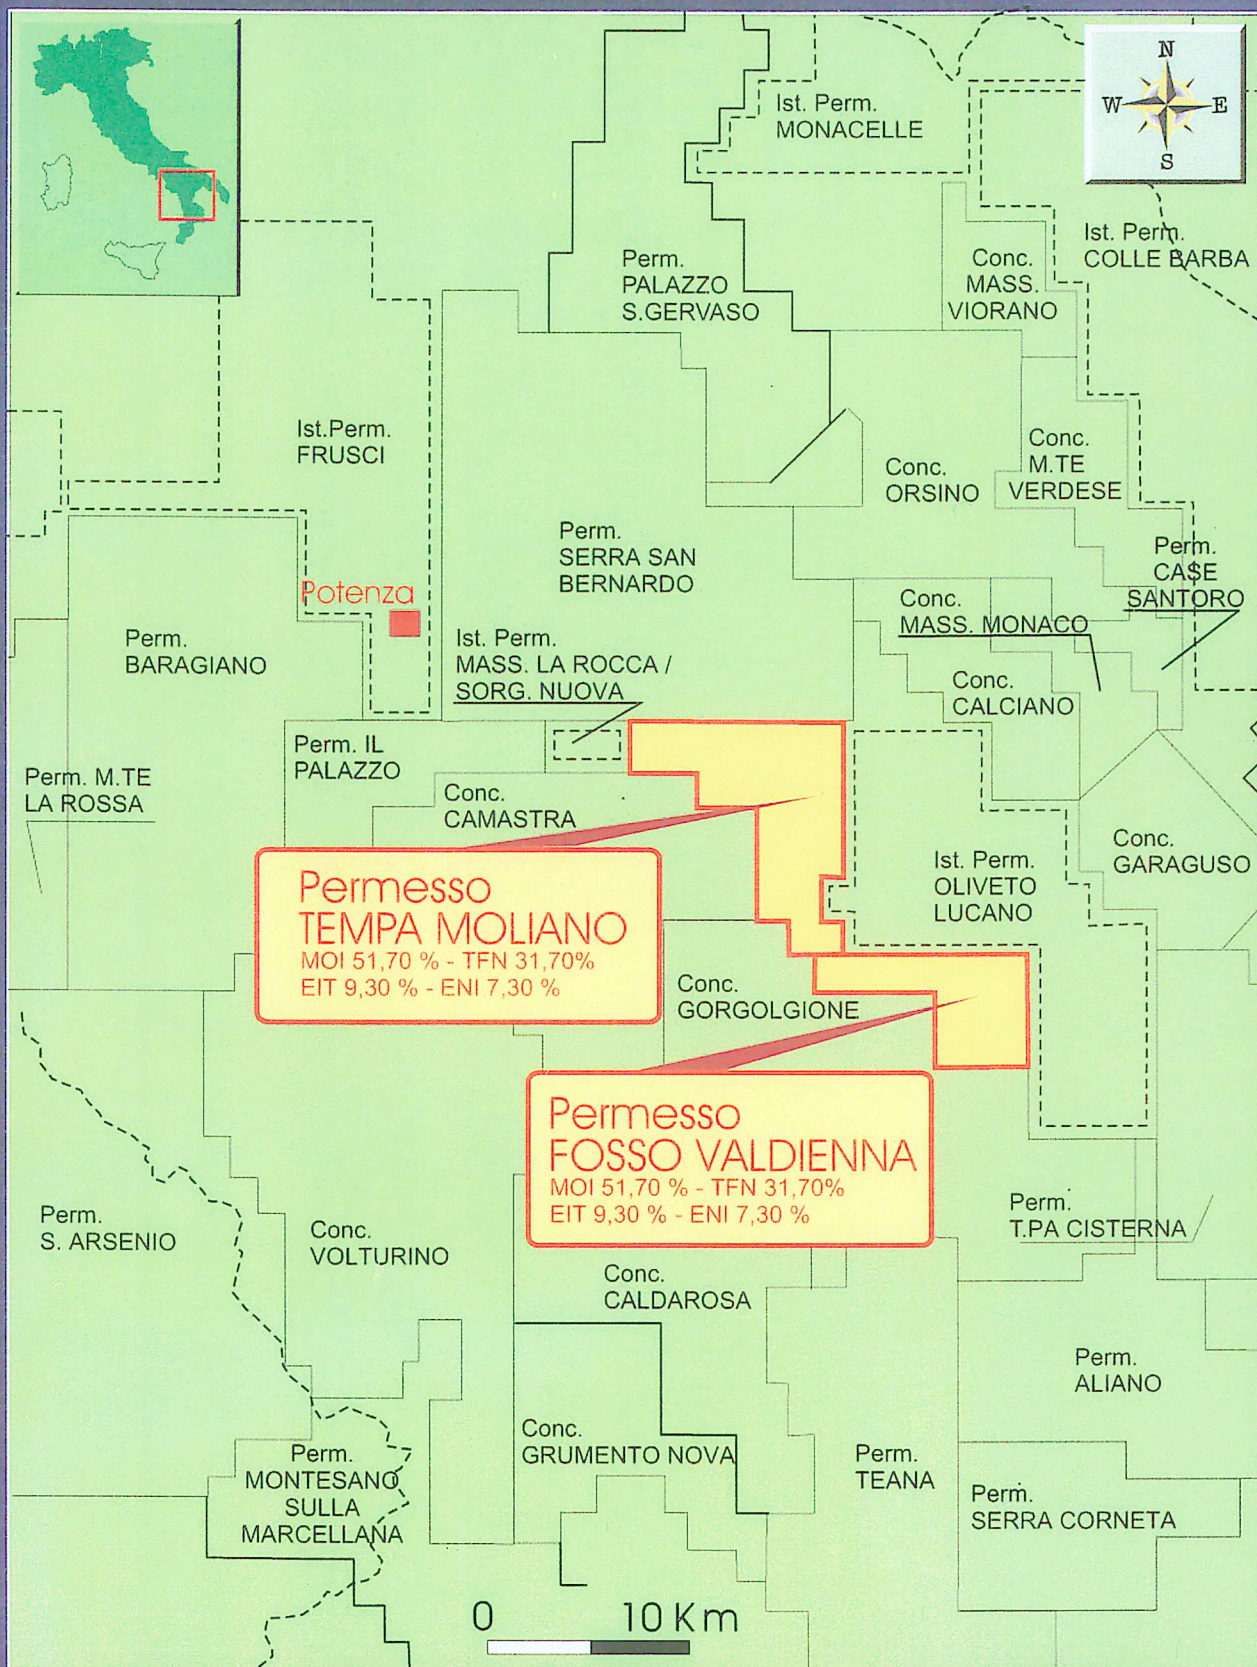 N
W E
S
Ist. Perm.
MONACELLE
Ist. Perm.
COLLE BARBA
Perm.
PALAZZO
S.GERVASO
Conc.
MASS.
VIORANO
Ist.Perm.
FRUSCI
Conc.
ORSINO
Conc.
M.TE
VERDESE
Perm.
SERRA SAN
BERNARDO
Perm.
CASE
SANTORO
Potenza
Conc.
MASS. MONACO
Perm.
BARAGIANO
Ist. Perm.
MASS. LA ROCCA /
SORG. NUOVA
Conc.
CALCIANO
Perm. IL
PALAZZO
Perm. M.TE
LA ROSSA
Conc.
CAMASTRA
Conc.
GARAGUSO
Ist. Perm.
OLIVETO
LUCANO
Permesso
TEMPA MOLIANO
MOI 51,70 % - TFN 31,70%
EIT 9,30 % - ENI 7,30 %
Conc.
GORGOLGIONE
Permesso
FOSSO VALDIENNA
MOI 51,70 % - TFN 31,70%
EIT 9,30 % - ENI 7,30 %
Perm.
T.PA CISTERNA
Perm.
S. ARSENIO
Conc.
VOLTURINO
Conc.
CALDAROSA
Perm.
ALIANO
Conc.
GRUMENTO NOVA
Perm.
TEANA
Perm.
MONTESANO
SULLA
MARCELLANA
Perm.
SERRA CORNETA
0 10 Km